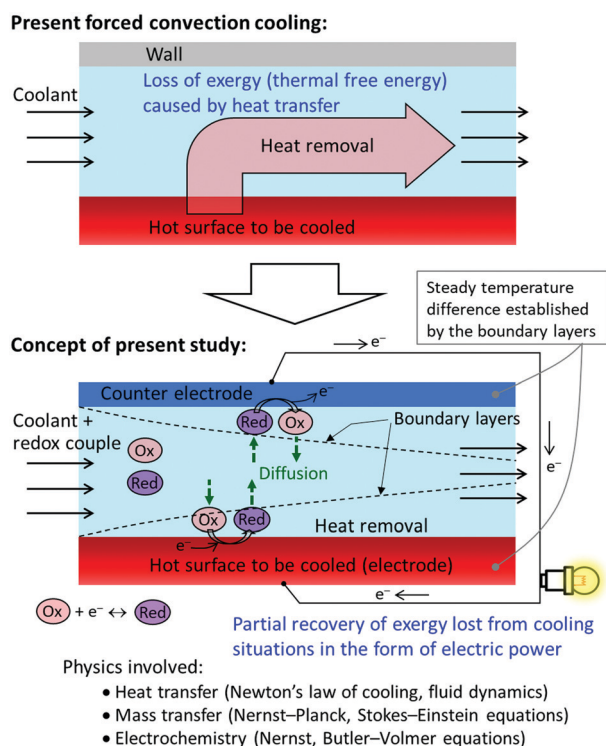 Present forced convection cooling:
Wall
Loss of exergy (thermal free energy)
caused by heat transfer
Coolant
Heat removal
Hot surface to be cooled
Steady temperature
difference established
by the boundary layers
Concept of present study:
e⁻
Counter electrode
e⁻
Coolant +
redox couple
Red
Ox
Boundary layers
Ox
Red
Diffusion
e⁻
Ox
Red
Heat removal
e⁻
Hot surface to be cooled (electrode)
e⁻
Ox + e⁻ ↔ Red
Partial recovery of exergy lost from cooling
situations in the form of electric power
Physics involved:
• Heat transfer (Newton's law of cooling, fluid dynamics)
• Mass transfer (Nernst–Planck, Stokes–Einstein equations)
• Electrochemistry (Nernst, Butler–Volmer equations)